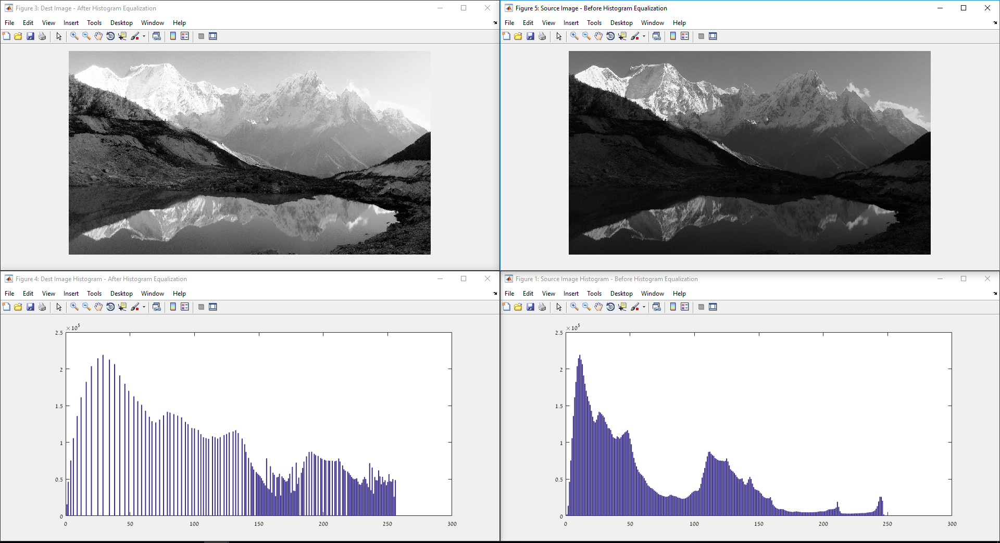 Figure 3: Dest Image - After Histogram Equalization
File Edit View Insert Tools Desktop Window Help
Figure 5: Source Image - Before Histogram Equalization
File Edit View Insert Tools Desktop Window Help
Figure 4: Dest Image Histogram - After Histogram Equalization
File Edit View Insert Tools Desktop Window Help
×10^5
2.5
2
1.5
1
0.5
0
0 50 100 150 200 250 300
Figure 1: Source Image Histogram - Before Histogram Equalization
File Edit View Insert Tools Desktop Window Help
×10^5
2.5
2
1.5
1
0.5
0
0 50 100 150 200 250 300